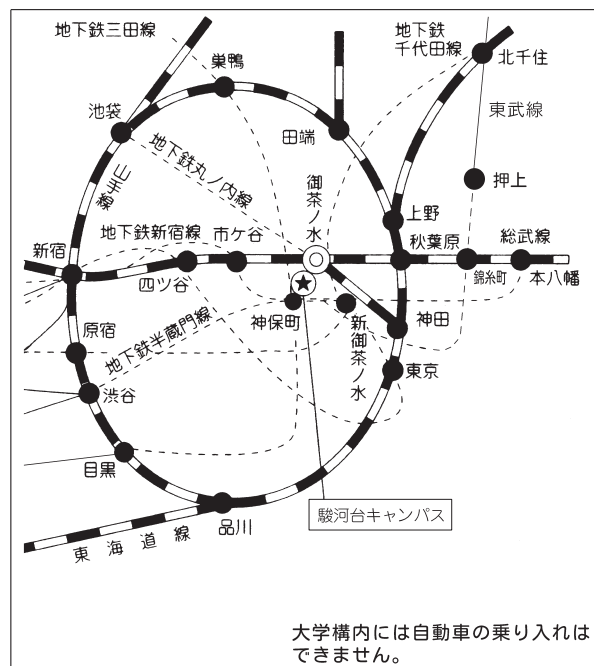 地下鉄三田線
地下鉄
千代田線
北千住
巣鴨
東武線
池袋
田端
地下鉄丸ノ内線
御茶ノ水
押上
山手線
上野
地下鉄新宿線
市ケ谷
秋葉原
総武線
新宿
四ツ谷
錦糸町
本八幡
神保町
新御茶ノ水
神田
原宿
地下鉄半蔵門線
東京
渋谷
目黒
駿河台キャンパス
品川
東海道線
大学構内には自動車の乗り入れは
できません。